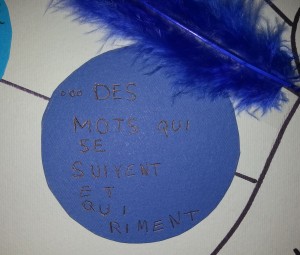 ... DES
MOTS QUI
SE
SUIVENT
ET
QUI
RIMENT